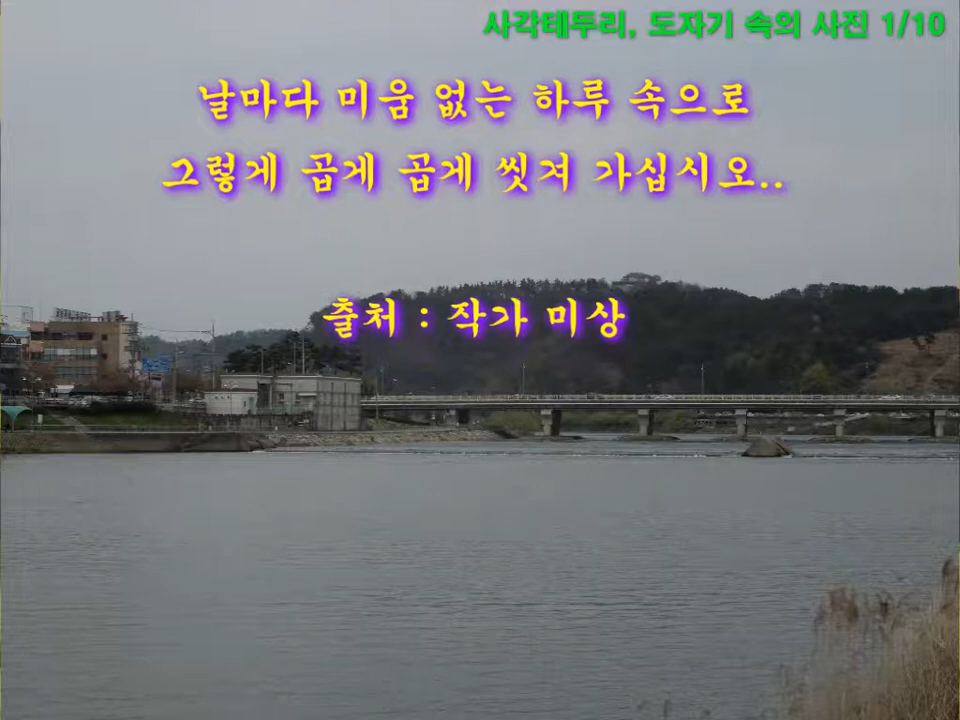 사각테두리, 도자기 속의 사진 1/10
날마다 미움 없는 하루 속으로
그렇게 곱게 곱게 씻겨 가십시오..
출처 : 작가 미상